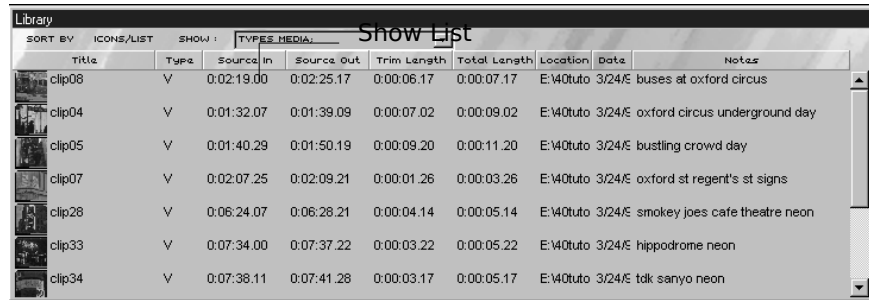 Library
SORT BY ICONS/LIST SHOW : TYPES MEDIA; Show List
Title Type Source In Source Out Trim Length Total Length Location Date Notes
clip08 V 0:02:19.00 0:02:25.17 0:00:06.17 0:00:07.17 E:\40tuto 3/24/9 buses at oxford circus
clip04 V 0:01:32.07 0:01:39.09 0:00:07.02 0:00:09.02 E:\40tuto 3/24/9 oxford circus underground day
clip05 V 0:01:40.29 0:01:50.19 0:00:09.20 0:00:11.20 E:\40tuto 3/24/9 bustling crowd day
clip07 V 0:02:07.25 0:02:09.21 0:00:01.26 0:00:03.26 E:\40tuto 3/24/9 oxford st regent's st signs
clip28 V 0:06:24.07 0:06:28.21 0:00:04.14 0:00:05.14 E:\40tuto 3/24/9 smokey joes cafe theatre neon
clip33 V 0:07:34.00 0:07:37.22 0:00:03.22 0:00:05.22 E:\40tuto 3/24/9 hippodrome neon
clip34 V 0:07:38.11 0:07:41.28 0:00:03.17 0:00:05.17 E:\40tuto 3/24/9 tdk sanyo neon